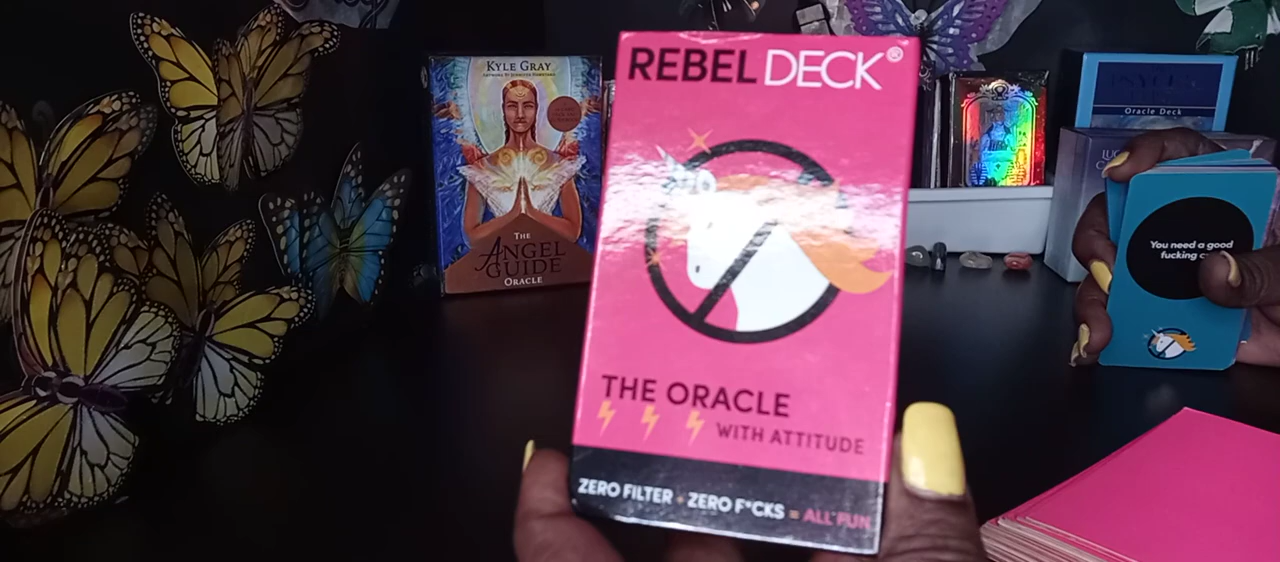 KYLE GRAY
THE
ANGEL
GUIDE
ORACLE
REBEL DECK®
THE ORACLE
WITH ATTITUDE
ZERO FILTER + ZERO F*CKS = ALL FUN
Oracle Deck
You need a good
fucking